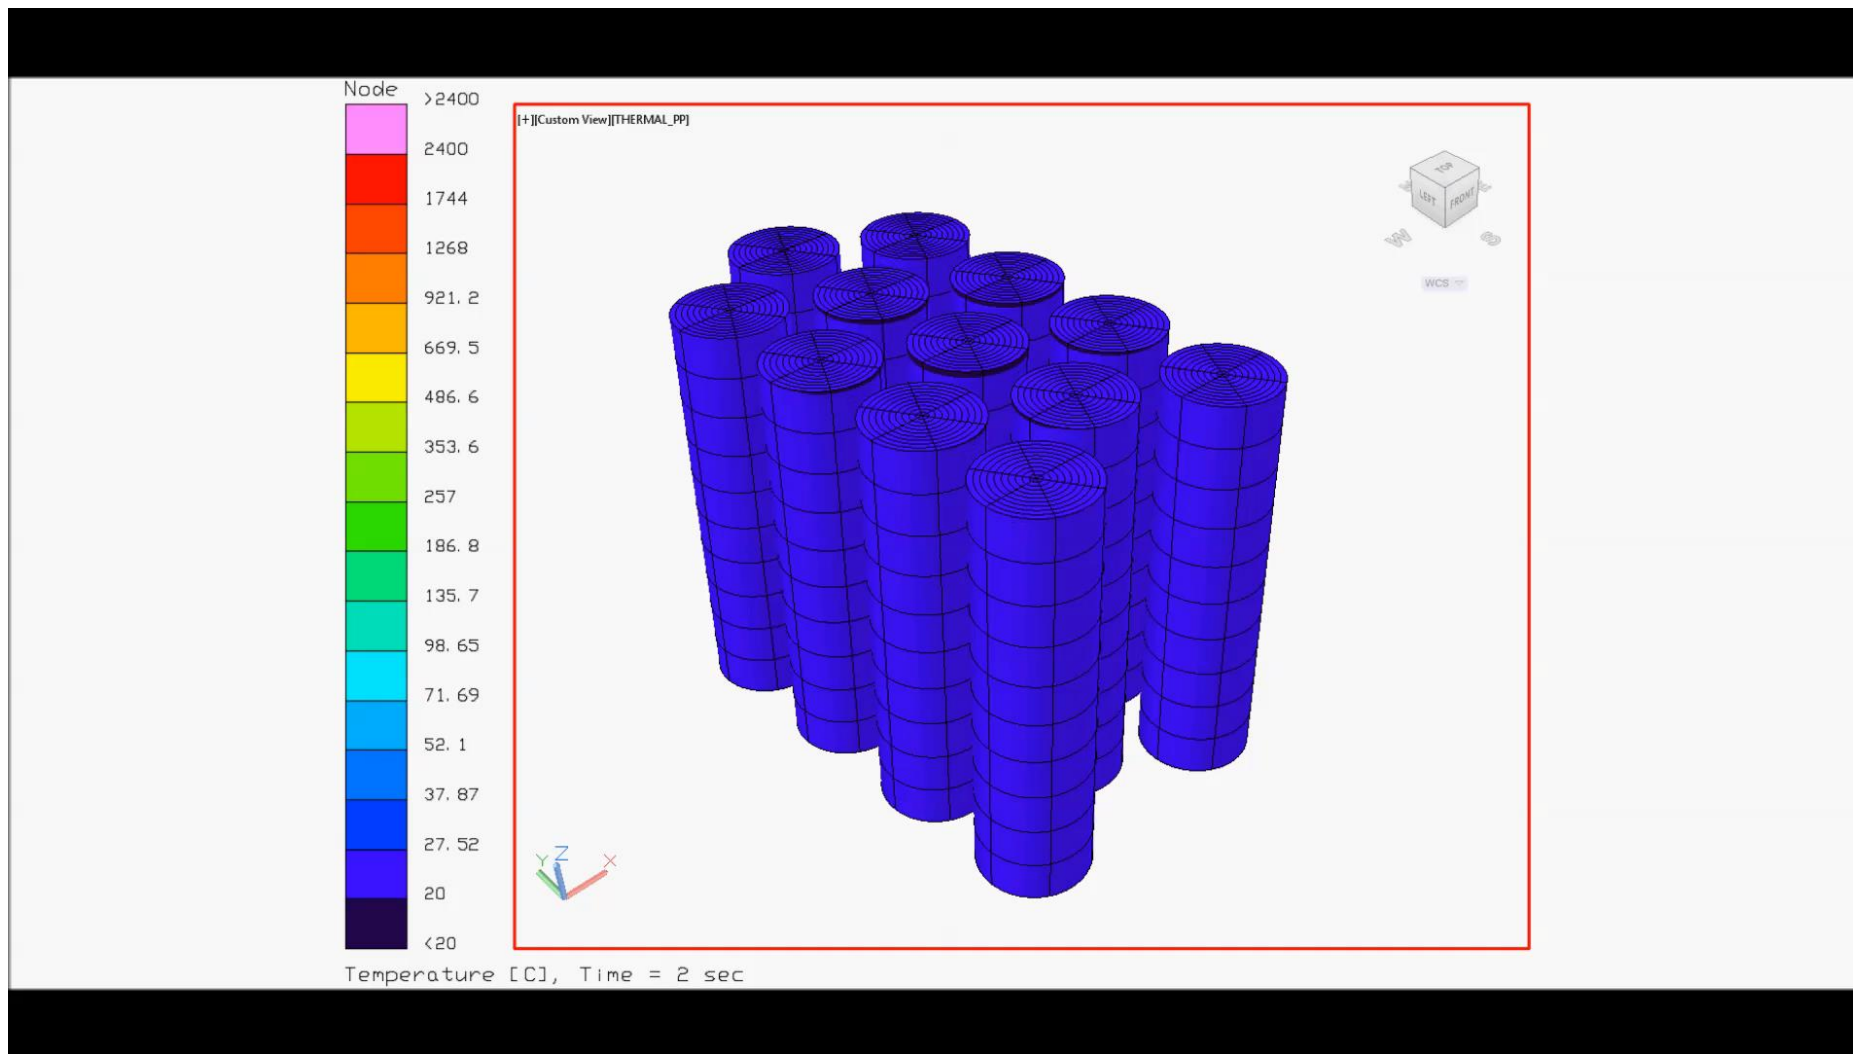 Node
>2400
2400
1744
1268
921.2
669.5
486.6
353.6
257
186.8
135.7
98.65
71.69
52.1
37.87
27.52
20
<20
Temperature [C], Time = 2 sec
[+][Custom View][THERMAL_PP]
TOP
LEFT
FRONT
W
S
WCS
Y
Z
X